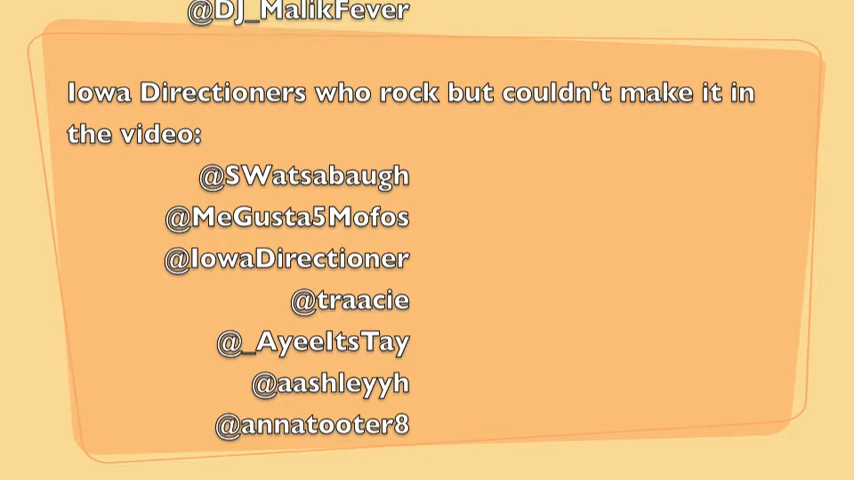 @DJ_MalikFever
Iowa Directioners who rock but couldn't make it in
the video:
@SWatsabaugh
@MeGusta5Mofos
@IowaDirectioner
@traacie
@_AyeeItsTay
@aashleyyh
@annatooter8